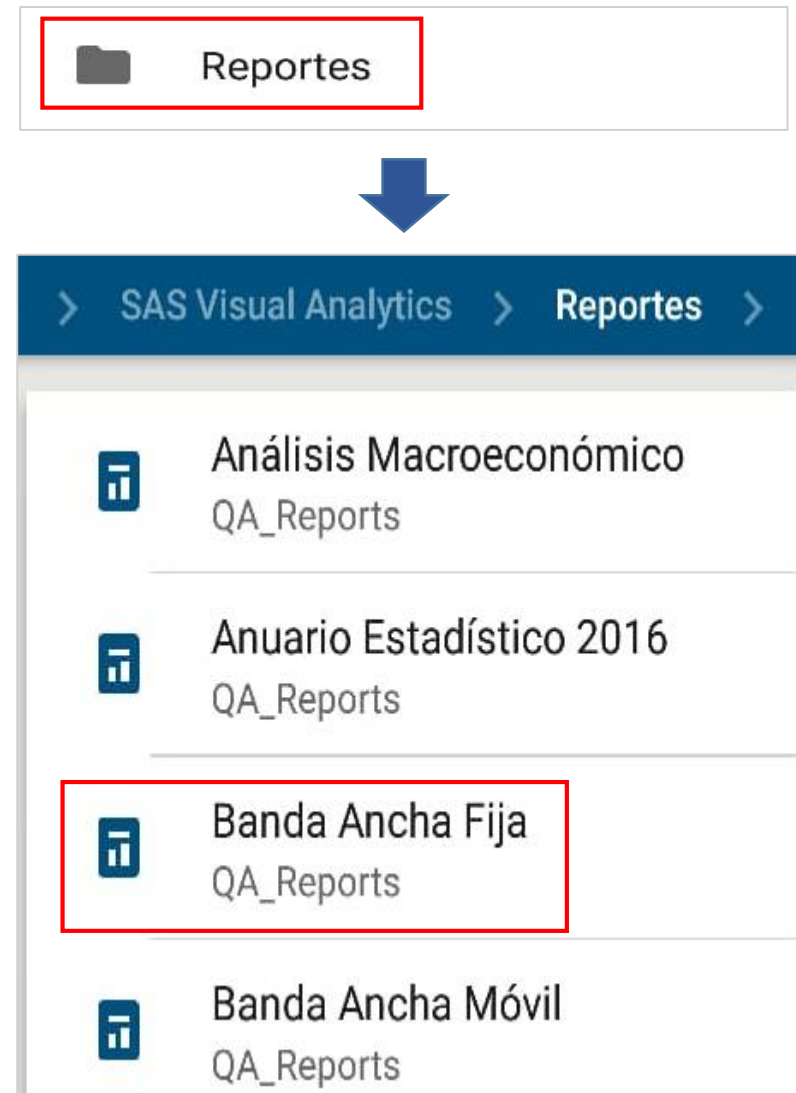 Reportes
> SAS Visual Analytics > Reportes >
Análisis Macroeconómico
QA_Reports
Anuario Estadístico 2016
QA_Reports
Banda Ancha Fija
QA_Reports
Banda Ancha Móvil
QA_Reports